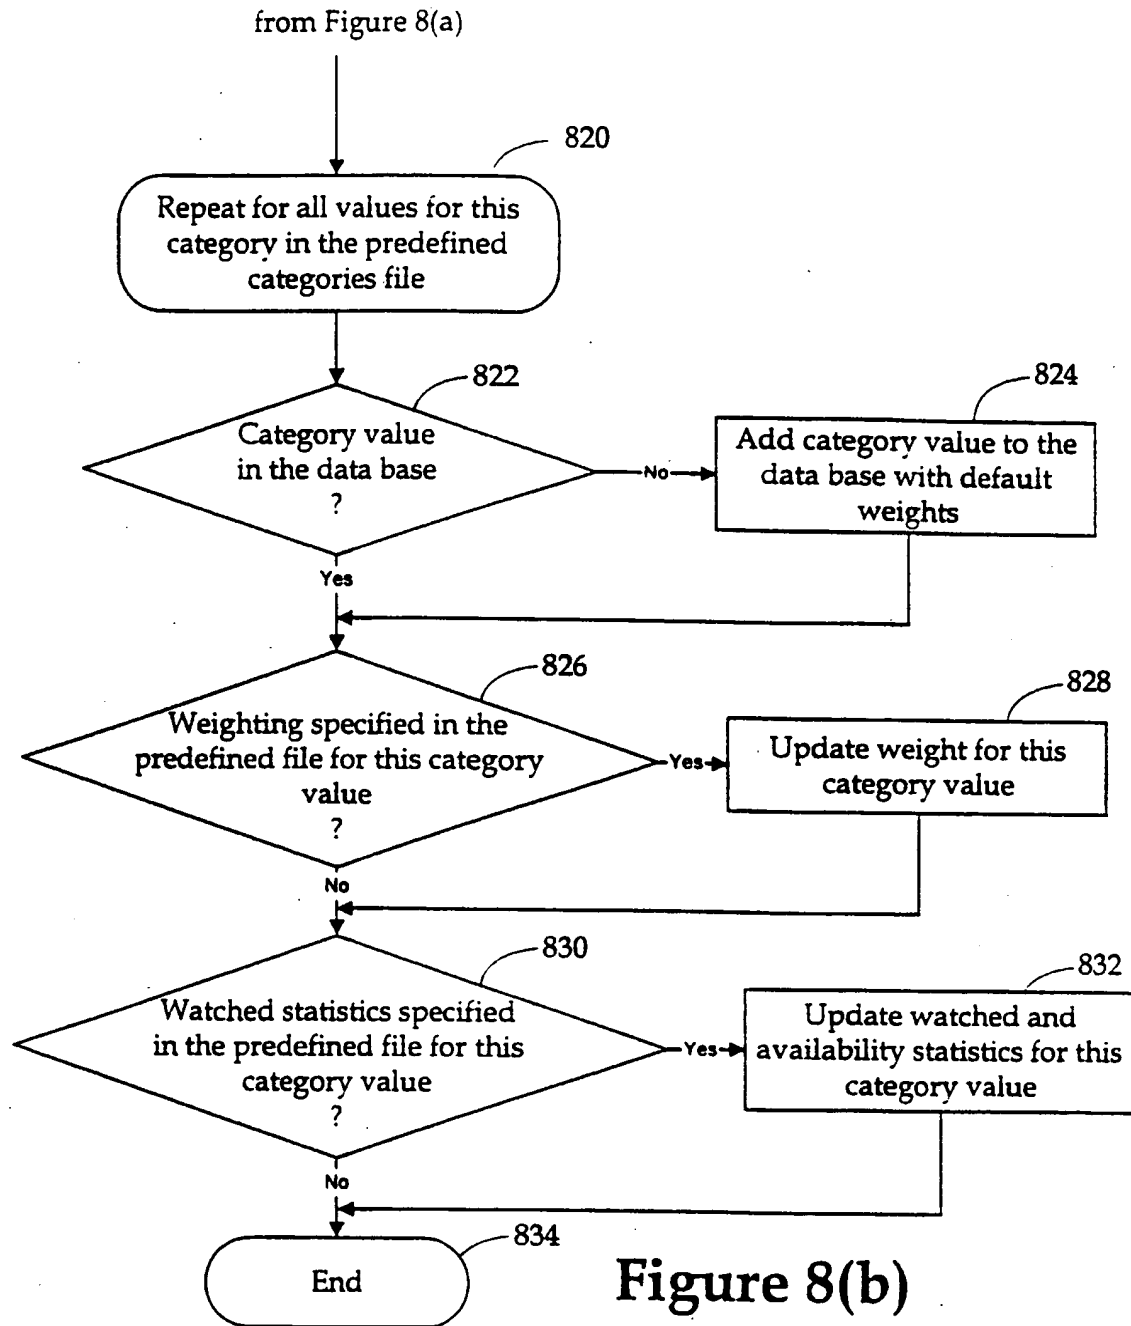 from Figure 8(a)
820
Repeat for all values for this
category in the predefined
categories file
822
Category value
in the data base
?
No
824
Add category value to the
data base with default
weights
Yes
826
Weighting specified in the
predefined file for this category
value
?
Yes
828
Update weight for this
category value
No
830
Watched statistics specified
in the predefined file for this
category value
?
Yes
832
Update watched and
availability statistics for this
category value
No
834
End
Figure 8(b)